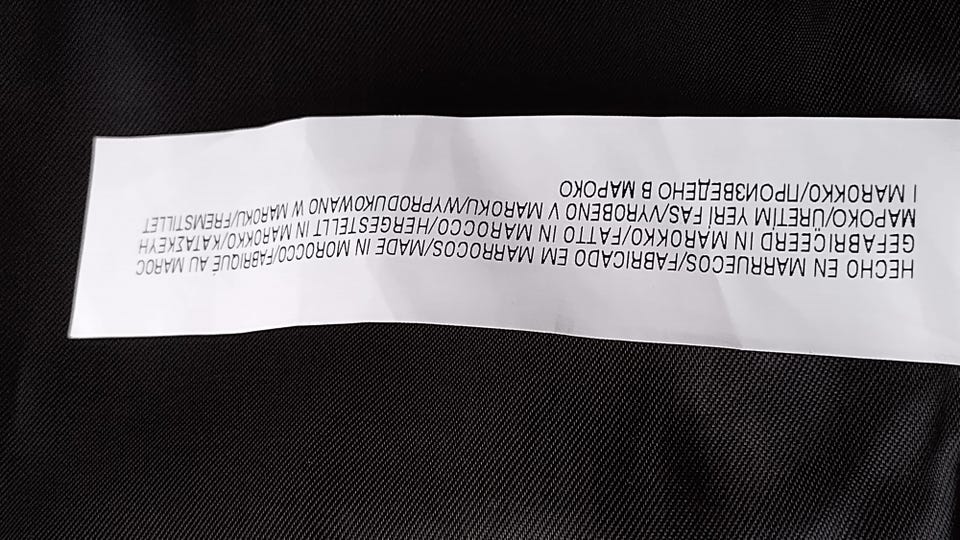 HECHO EN MARRUECOS/FABRICADO EM MARROCOS/MADE IN MOROCCO/FABRIQUÉ AU MAROC
GEFABRICEERD IN MAROKKO/FATTO IN MAROCCO/HERGESTELLT IN MAROKKO/ΚΑΤΑΣΚΕΥΗ
ΜΑΡΟΚΟ/ÜRETİM YERİ FAS/VYROBENO V MAROKU/WYPRODUKOWANO W MAROKU/FREMSTILLET
I MAROKKO/ПРОИЗВЕДЕНО В МАРОКО